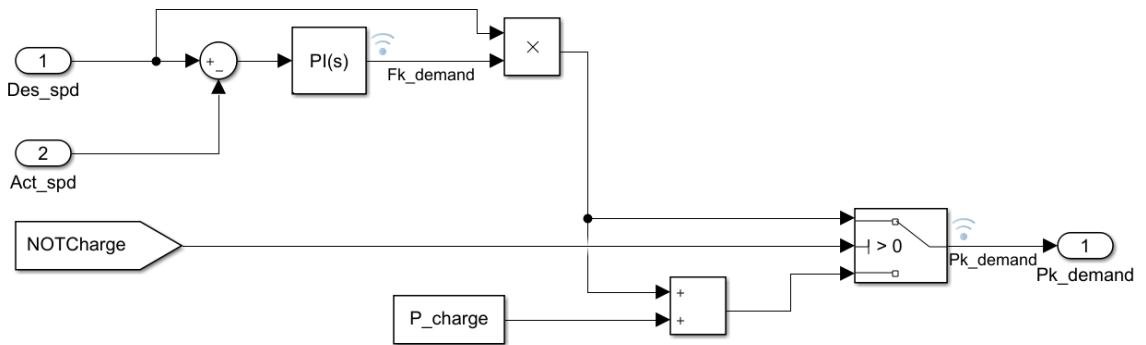 1
Des_spd
+
−
PI(s)
Fk_demand
×
2
Act_spd
NOTCharge
> 0
Pk_demand
1
Pk_demand
P_charge
+
+